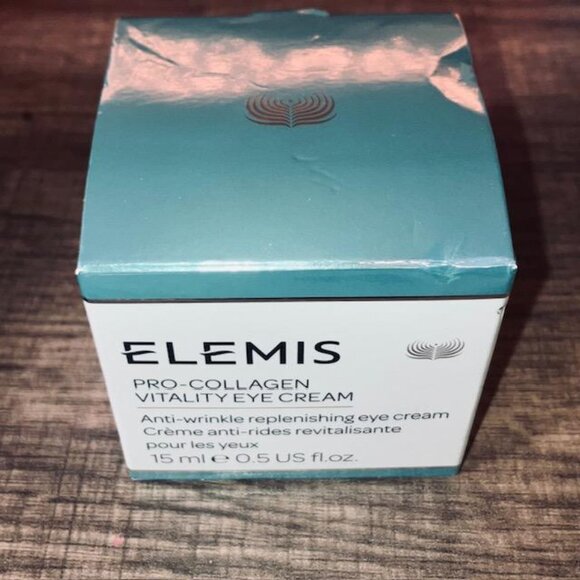 ELEMIS
PRO-COLLAGEN
VITALITY EYE CREAM
Anti-wrinkle replenishing eye cream
Crème anti-rides revitalisante
pour les yeux
15 ml ℮ 0.5 US fl.oz.